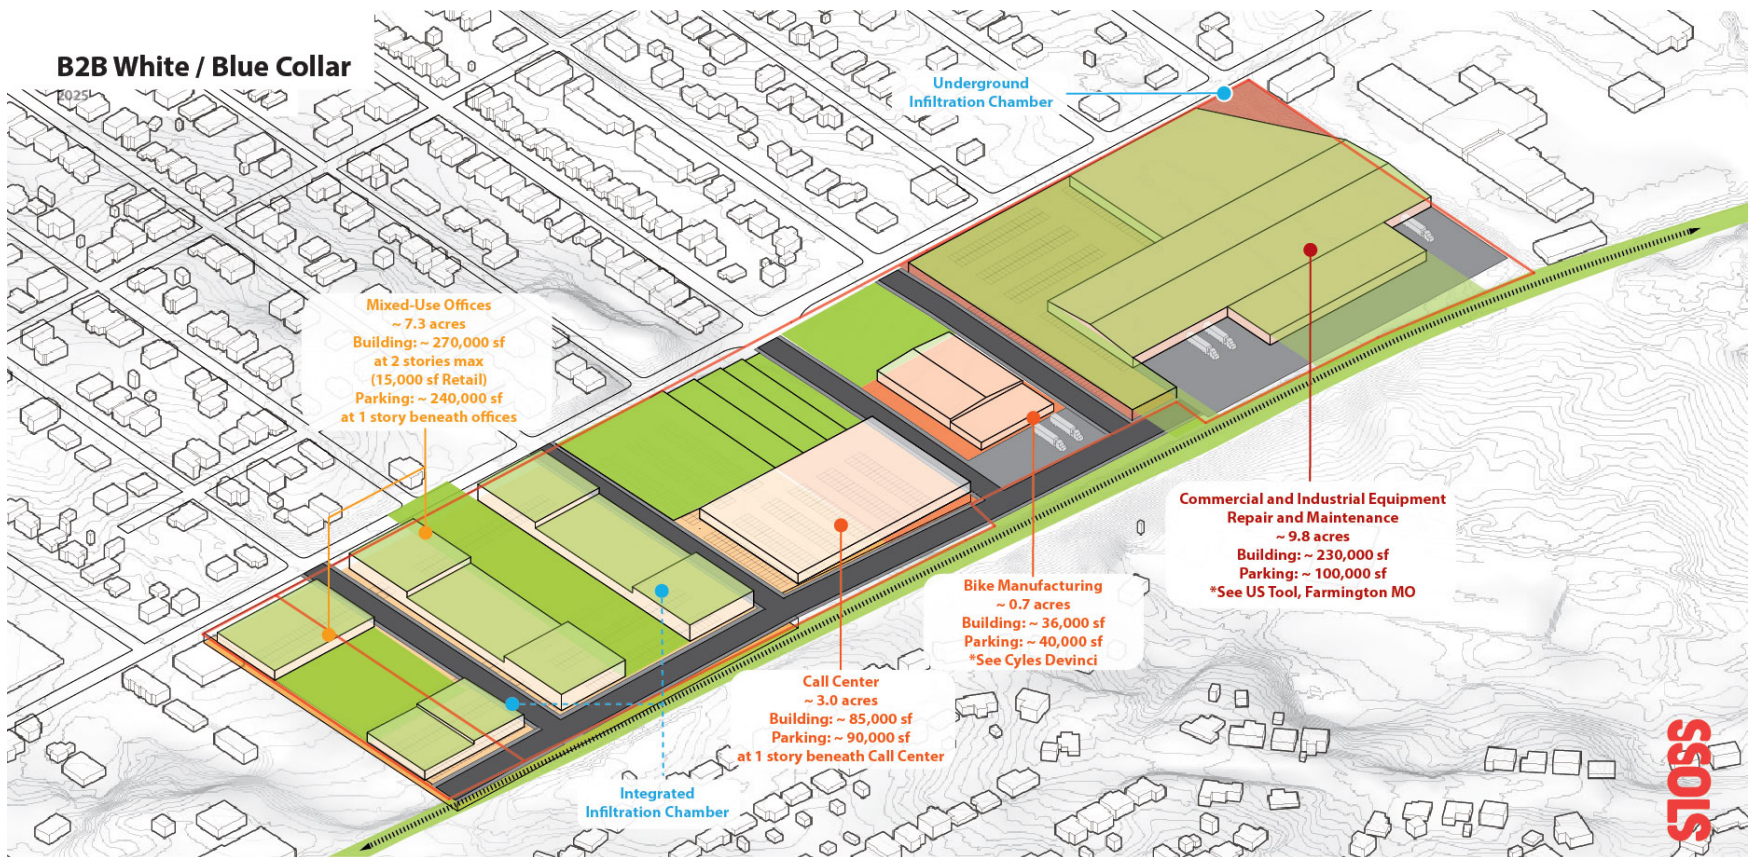 B2B White / Blue Collar
2025
Underground
Infiltration Chamber
Mixed-Use Offices
~ 7.3 acres
Building: ~ 270,000 sf
at 2 stories max
(15,000 sf Retail)
Parking: ~ 240,000 sf
at 1 story beneath offices
Commercial and Industrial Equipment
Repair and Maintenance
~ 9.8 acres
Building: ~ 230,000 sf
Parking: ~ 100,000 sf
*See US Tool, Farmington MO
Bike Manufacturing
~ 0.7 acres
Building: ~ 36,000 sf
Parking: ~ 40,000 sf
*See Cyles Devinci
Call Center
~ 3.0 acres
Building: ~ 85,000 sf
Parking: ~ 90,000 sf
at 1 story beneath Call Center
Integrated
Infiltration Chamber
SSOLS